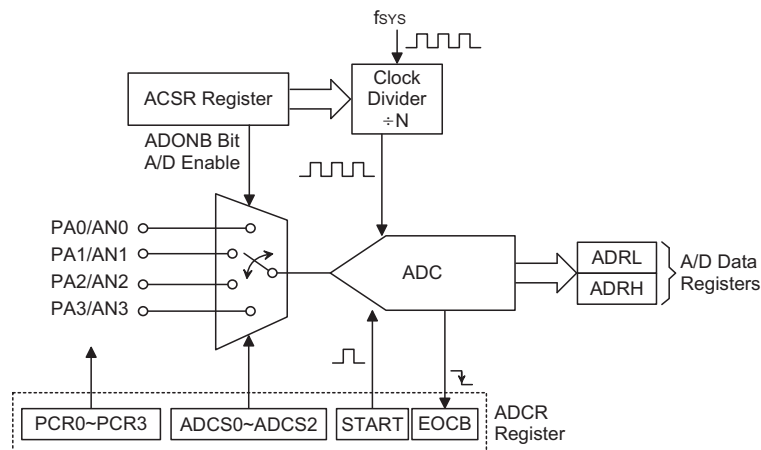 fSYS
ACSR Register
Clock
Divider
÷N
ADONB Bit
A/D Enable
PA0/AN0
PA1/AN1
PA2/AN2
PA3/AN3
ADC
ADRL
ADRH
A/D Data
Registers
PCR0~PCR3
ADCS0~ADCS2
START
EOCB
ADCR
Register